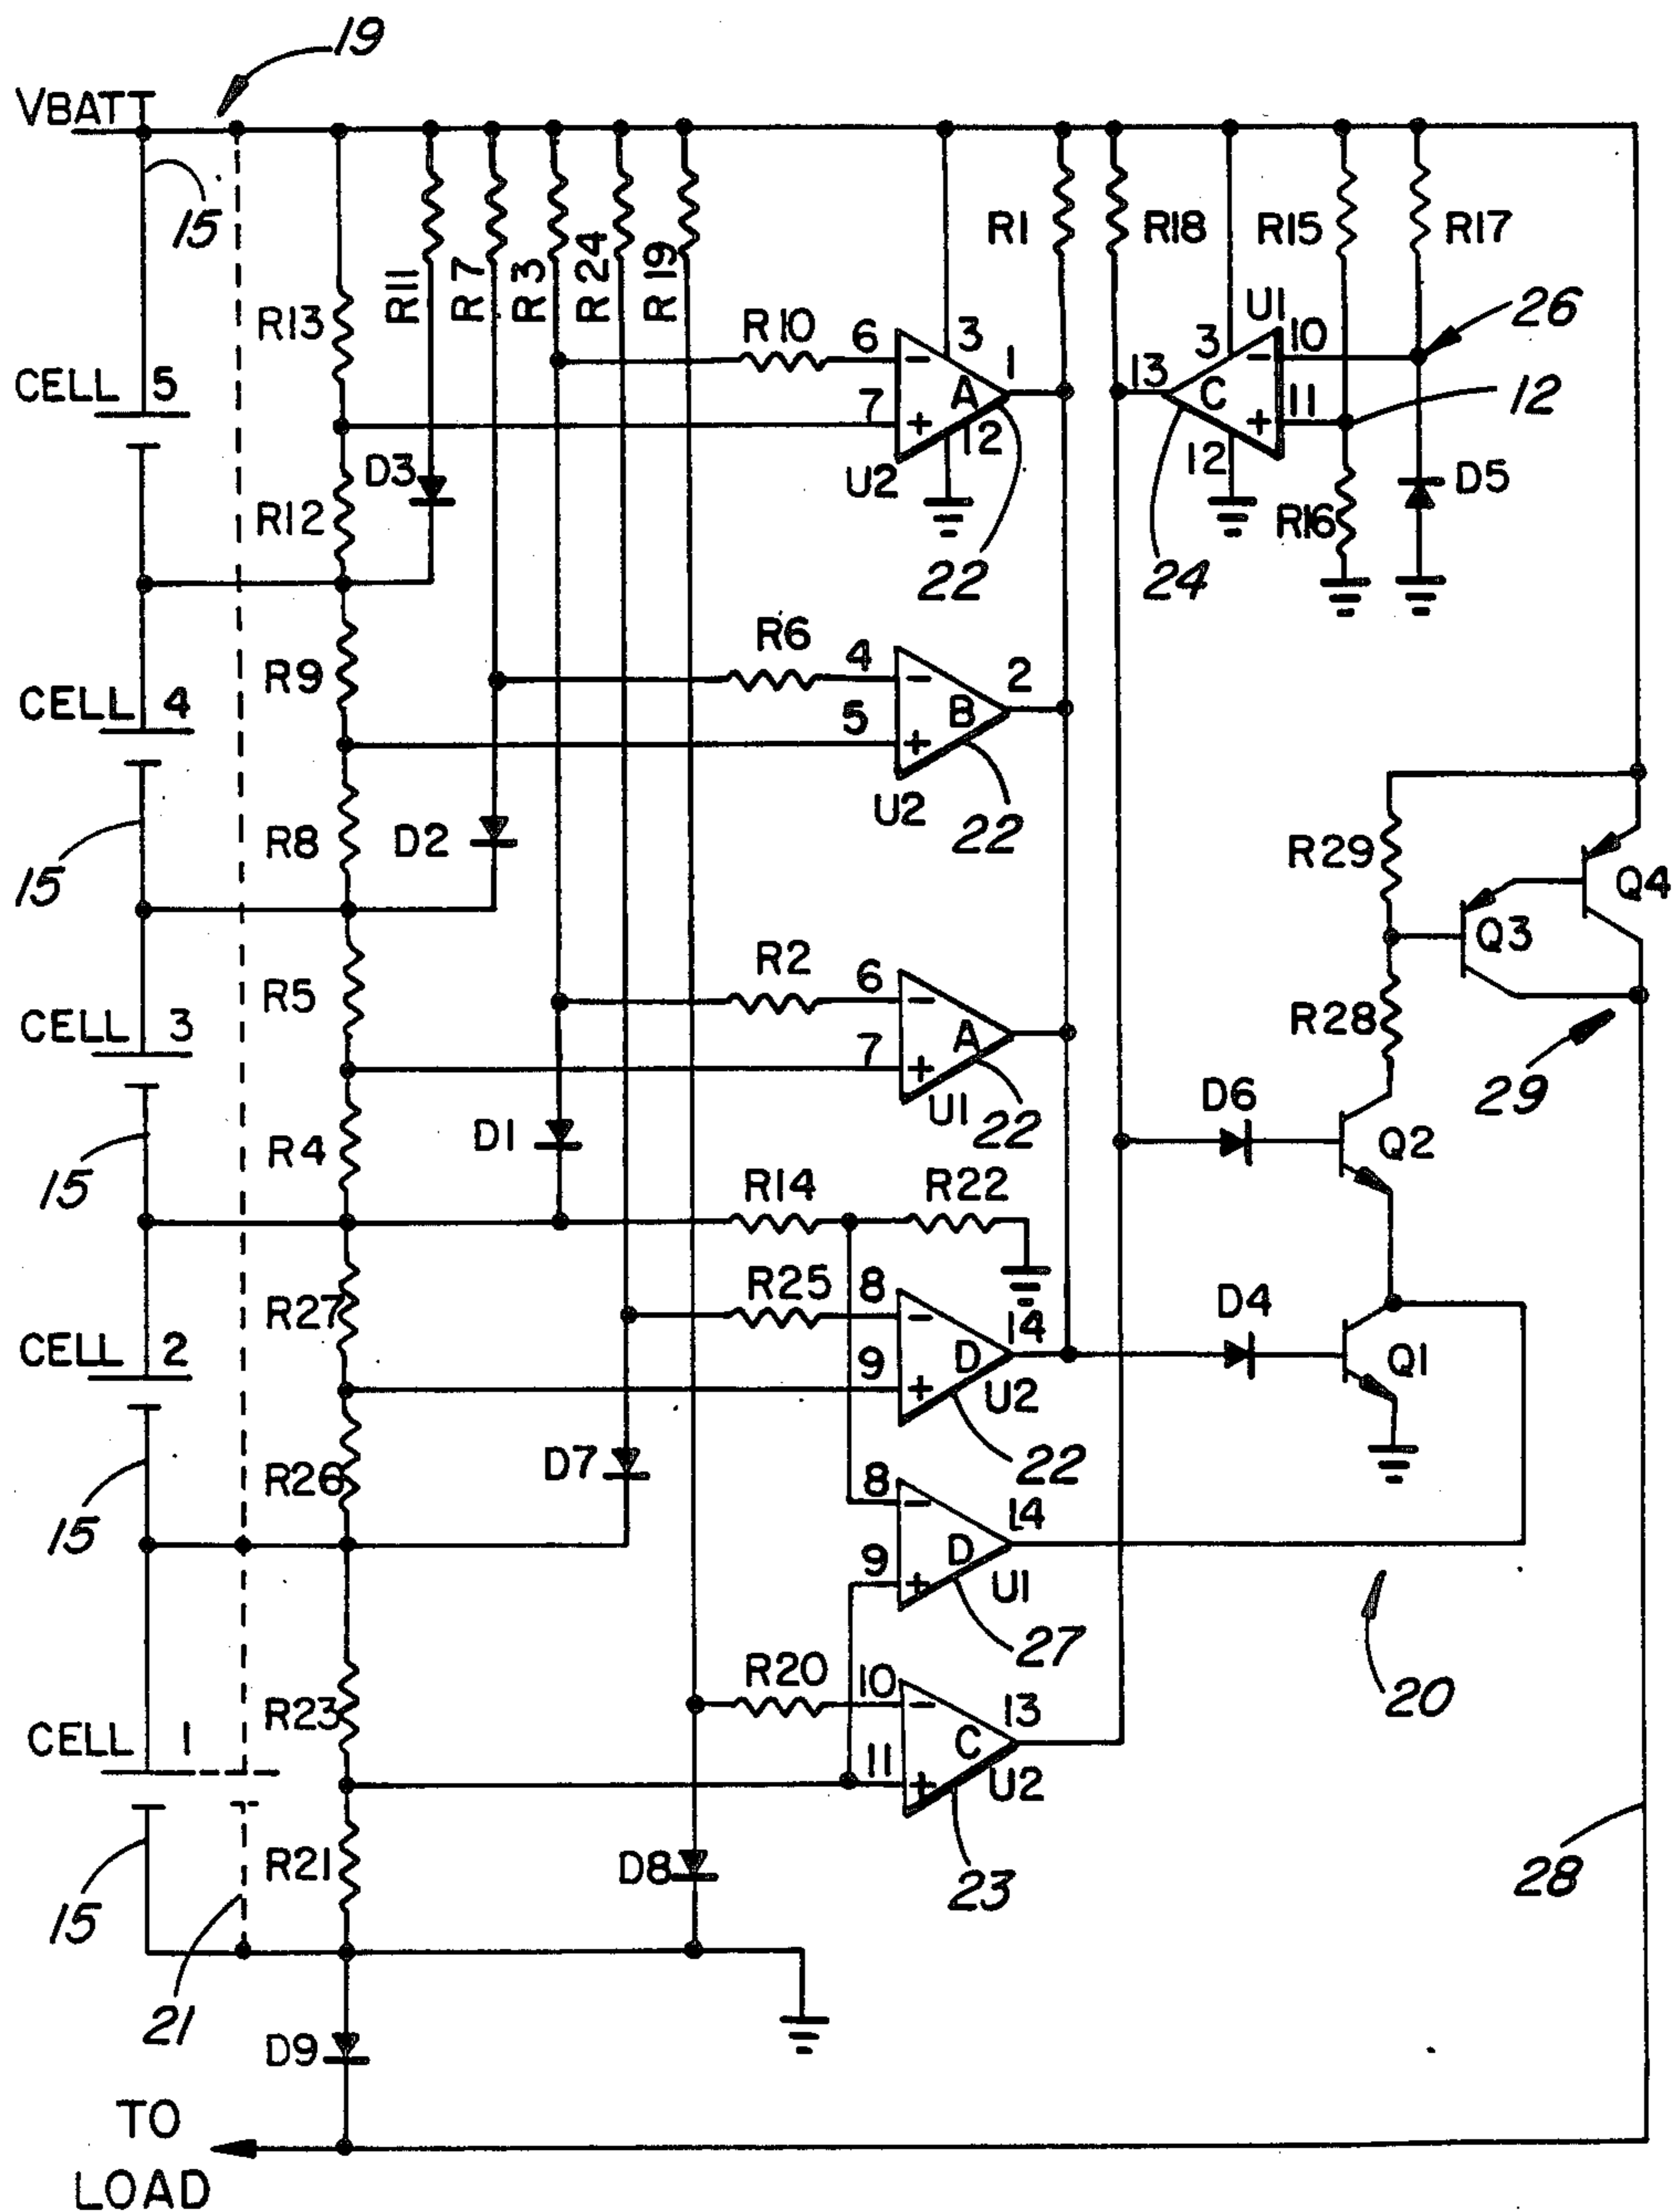 19
VBATT
15
R11
R7
R3
R24
R19
R1
R18
R15
R17
R13
R10
6
3
1
U1
10
26
CELL 5
7
A
12
U2
22
13
3
C
11
12
12
24
D3
R12
R16
D5
R9
R6
4
2
CELL 4
5
B
U2
22
15
R8
D2
R29
Q4
Q3
R5
R2
6
CELL 3
7
A
U1
22
R28
29
D1
D6
Q2
15
R4
R14
R22
R27
R25
8
14
D4
CELL 2
9
D
U2
22
Q1
15
R26
D7
8
14
9
D
U1
27
20
R23
R20
10
13
CELL 1
11
C
U2
23
15
R21
D8
28
21
D9
TO
LOAD